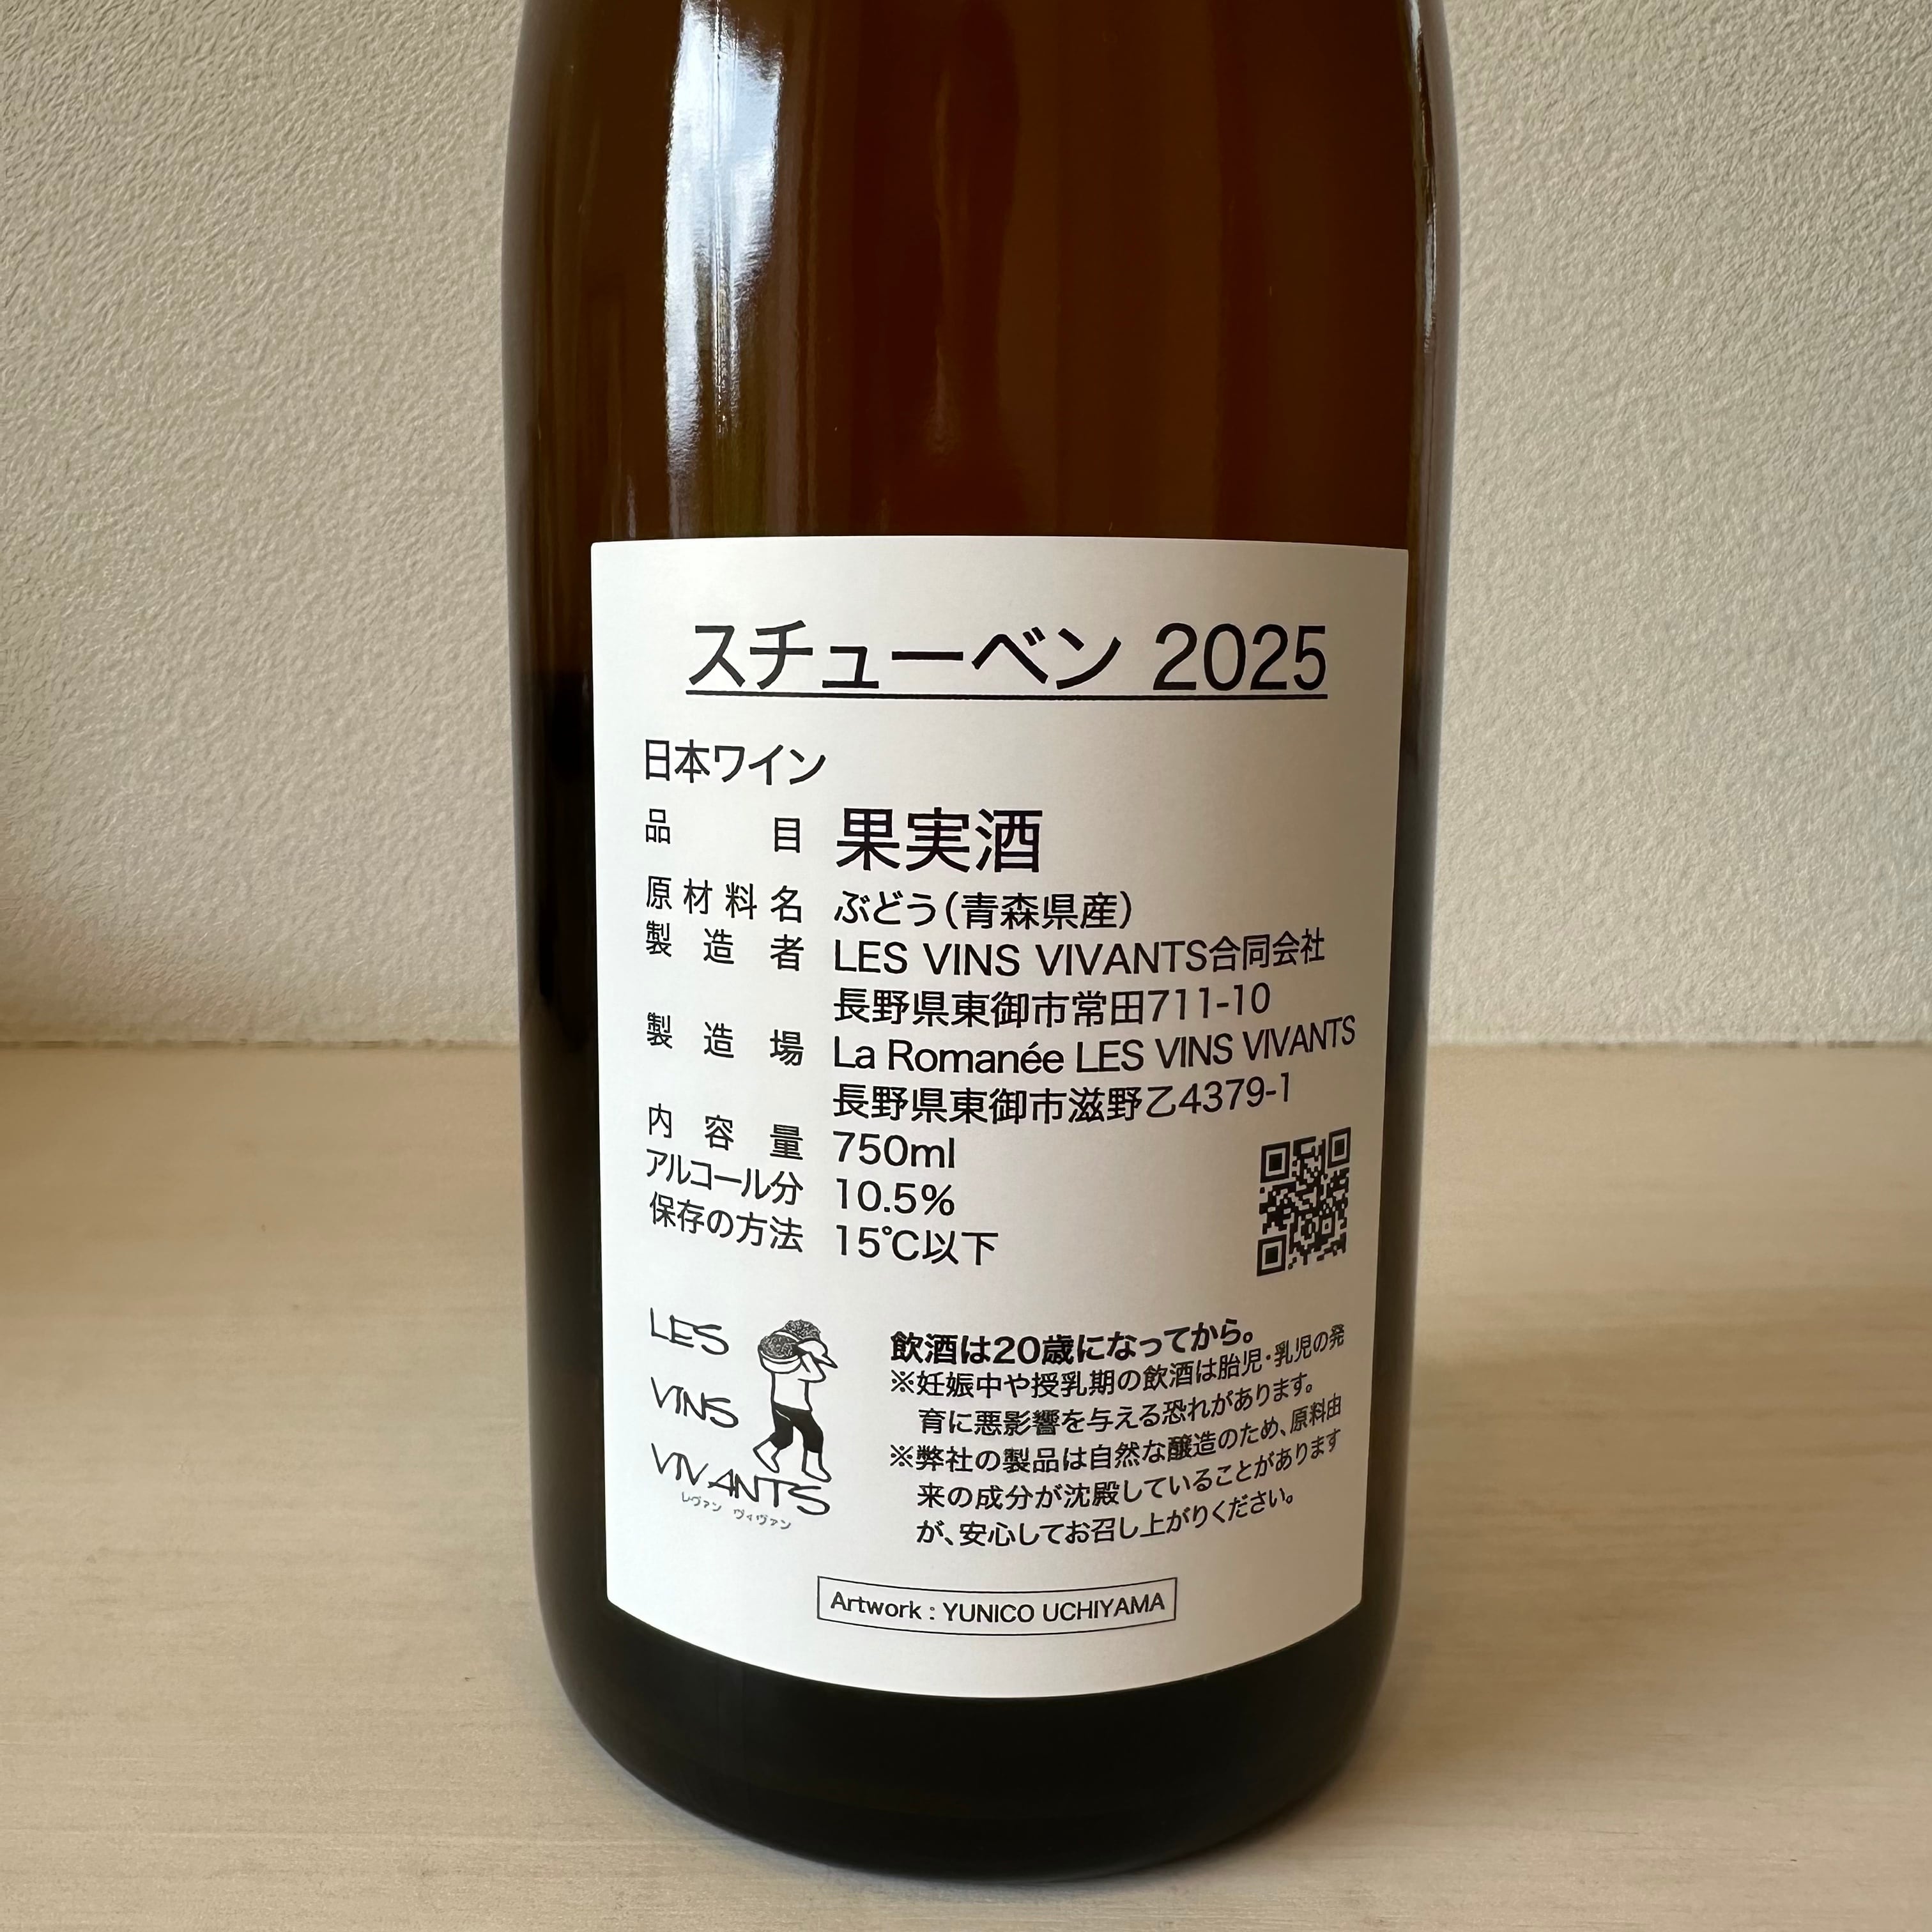 スチューベン 2025
日本ワイン
品目 果実酒
原材料名 ぶどう（青森県産）
製造者 LES VINS VIVANTS合同会社
長野県東御市常田711-10
製造場 La Romanée LES VINS VIVANTS
長野県東御市滋野乙4379-1
内容量 750ml
アルコール分 10.5%
保存の方法 15℃以下
LES
VINS
VIVANTS
レヴァン ヴィヴァン
飲酒は20歳になってから。
※妊娠中や授乳期の飲酒は胎児・乳児の発
育に悪影響を与える恐れがあります。
※弊社の製品は自然な醸造のため、原料由
来の成分が沈殿していることがあります
が、安心してお召し上がりください。
Artwork : YUNICO UCHIYAMA